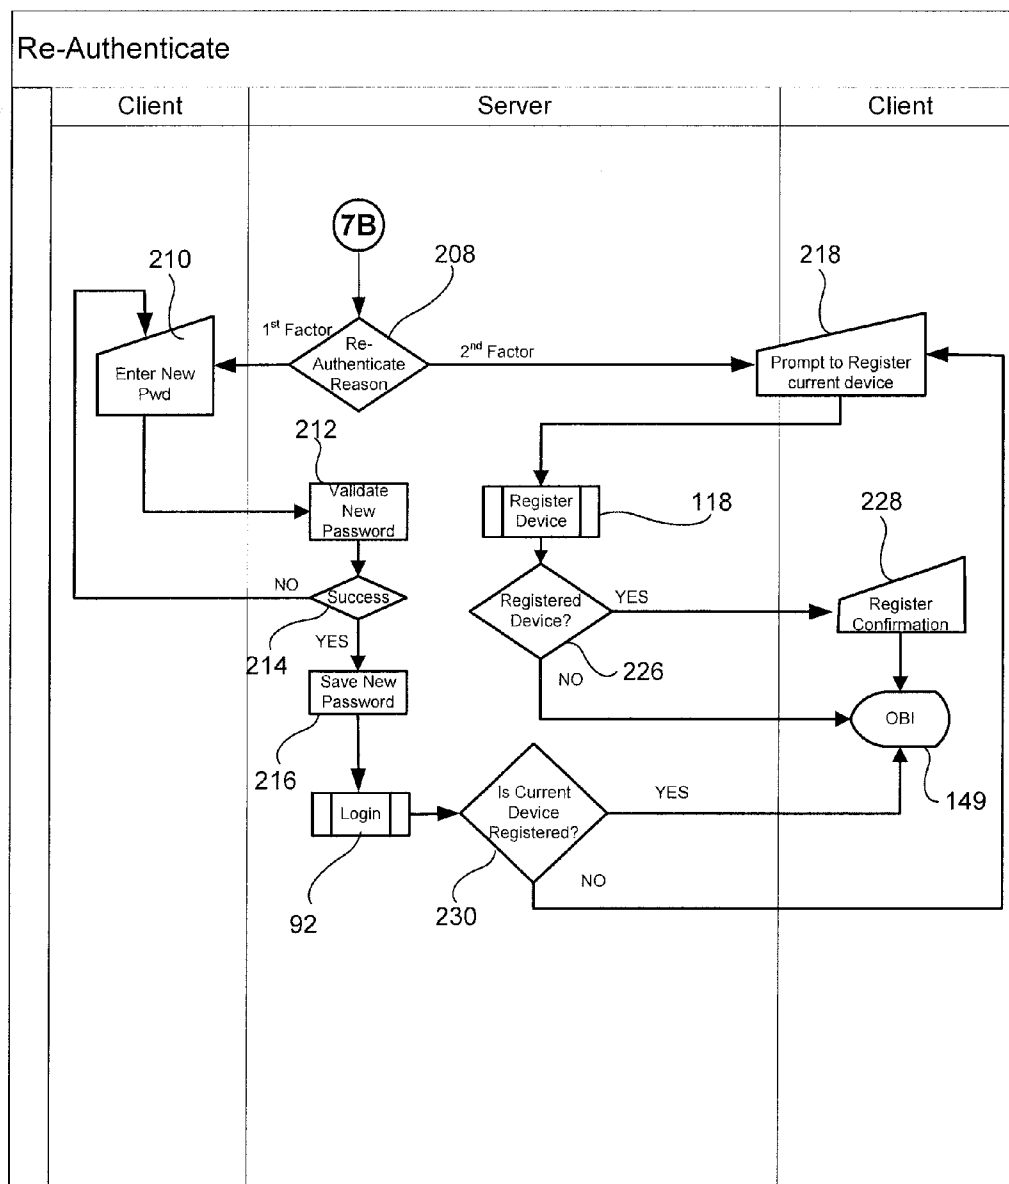 Re-Authenticate
Client
Server
Client
7B
210
208
218
1st Factor
2nd Factor
Re-
Authenticate
Reason
Enter New
Pwd
Prompt to Register
current device
212
Validate
New
Password
Register
Device
118
228
NO
Success
Registered
Device?
YES
Register
Confirmation
YES
214
226
NO
Save New
Password
OBI
216
Is Current
Device
Registered?
YES
149
Login
NO
92
230